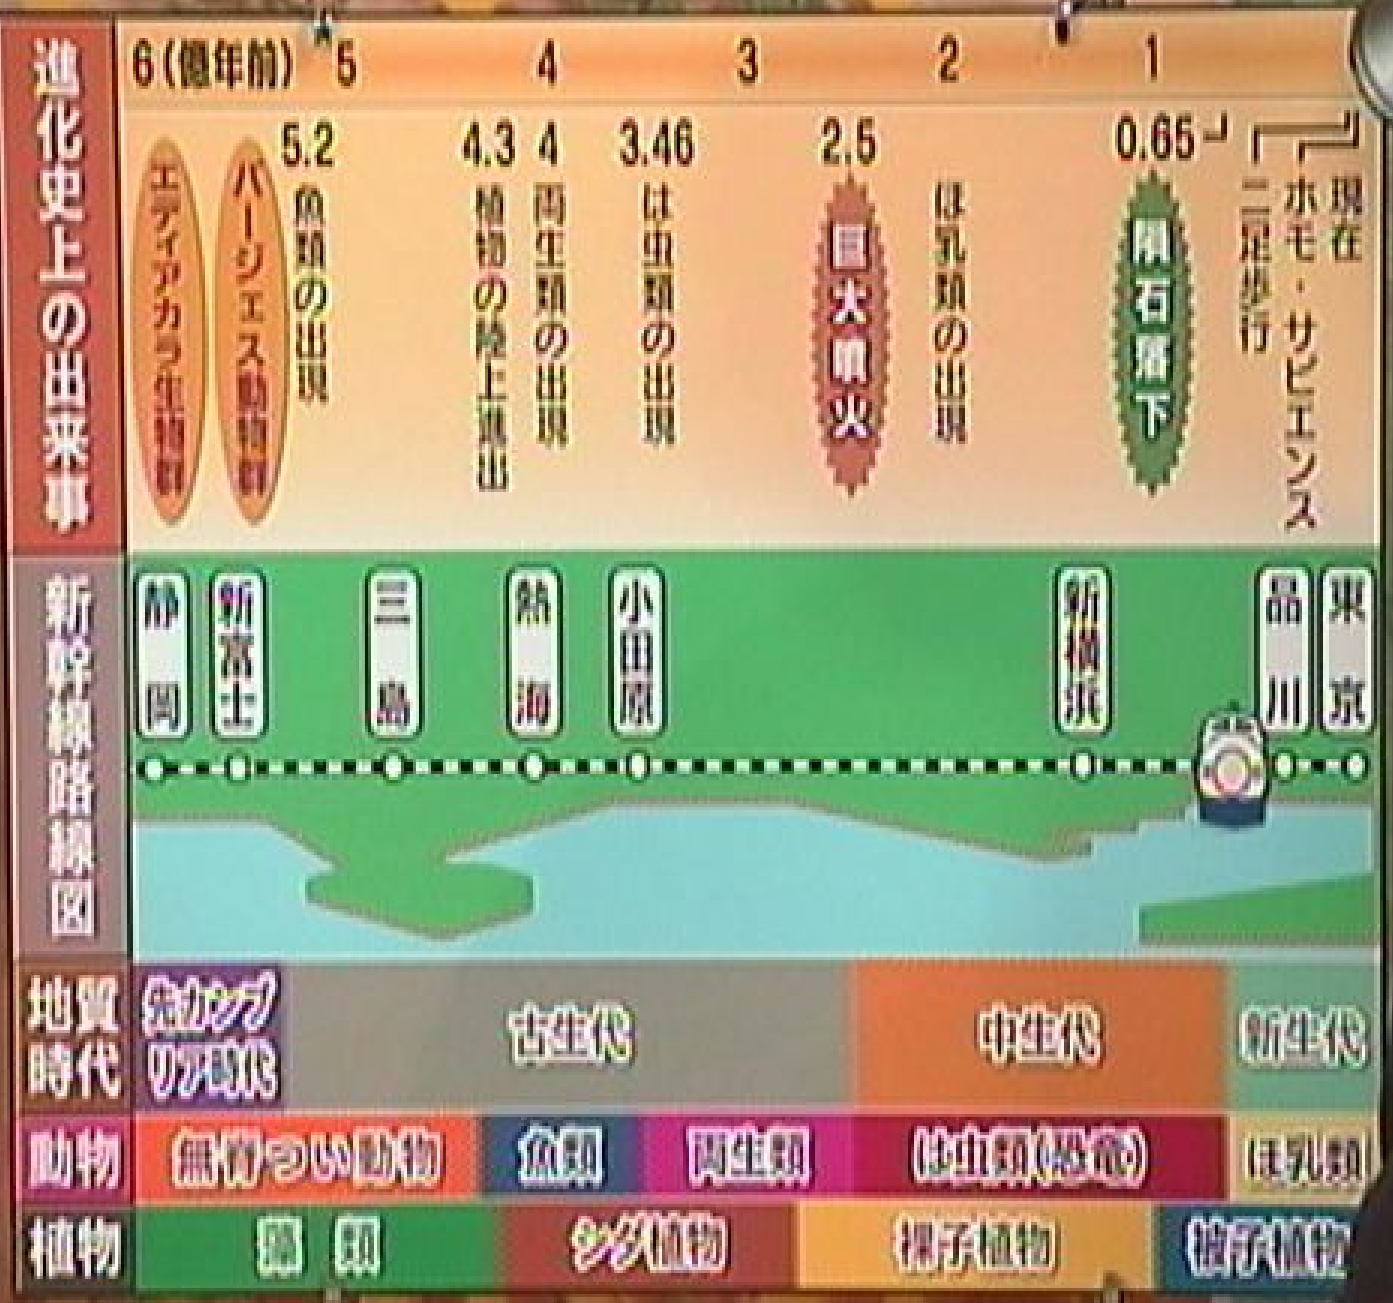 進化史上の出来事
6(億年前) 5 4 3 2 1
エディアカラ生物群
バージェス動物群
5.2
魚類の出現
4.3
植物の陸上進出
4
両生類の出現
3.46
は虫類の出現
2.5
巨大噴火
ほ乳類の出現
0.65
隕石落下
二足歩行
ホモ・サピエンス
現在
新幹線路線図
静岡
新富士
三島
熱海
小田原
新横浜
品川
東京
地質時代
先カンブリア時代
古生代
中生代
新生代
動物
無脊つい動物
魚類
両生類
は虫類(恐竜)
ほ乳類
植物
藻類
シダ植物
裸子植物
被子植物